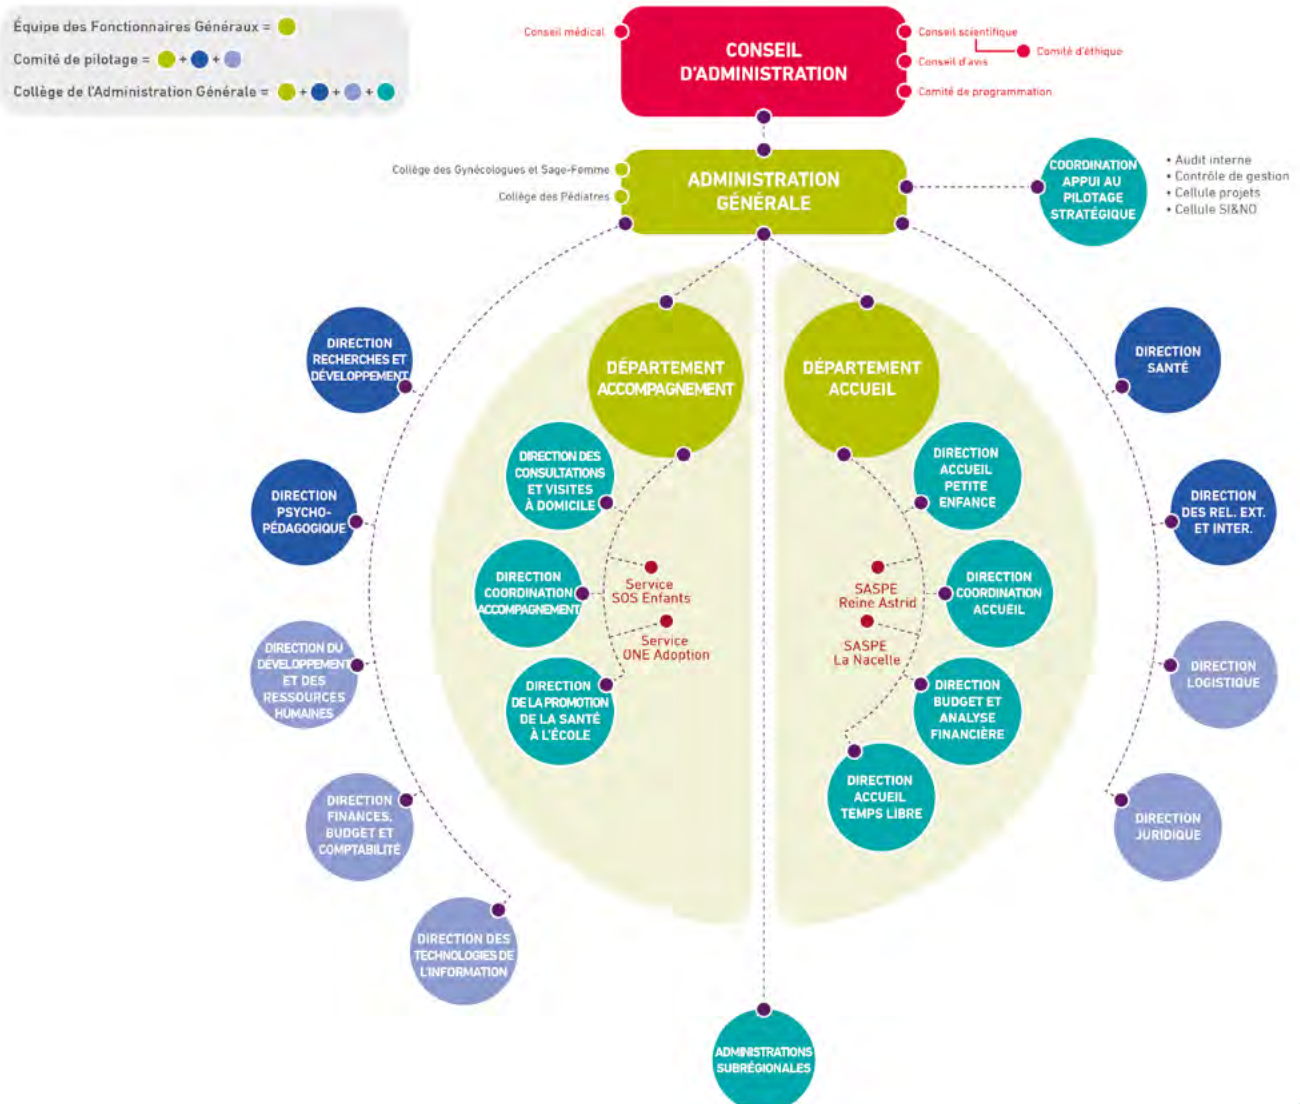 Équipe des Fonctionnaires Généraux =
Comité de pilotage = + +
Collège de l'Administration Générale = + + +
Conseil médical
CONSEIL
D'ADMINISTRATION
Conseil scientifique
Comité d'éthique
Conseil d'avis
Comité de programmation
Collège des Gynécologues et Sage-Femme
Collège des Pédiatres
ADMINISTRATION
GÉNÉRALE
COORDINATION
APPUI AU
PILOTAGE
STRATÉGIQUE
• Audit interne
• Contrôle de gestion
• Cellule projets
• Cellule SI&NO
DIRECTION
RECHERCHES ET
DÉVELOPPEMENT
DIRECTION
PSYCHO-
PÉDAGOGIQUE
DIRECTION DU
DÉVELOPPEMENT
ET DES
RESSOURCES
HUMAINES
DIRECTION
FINANCES,
BUDGET ET
COMPTABILITÉ
DIRECTION DES
TECHNOLOGIES DE
L'INFORMATION
DÉPARTEMENT
ACCOMPAGNEMENT
DIRECTION DES
CONSULTATIONS
ET VISITES
À DOMICILE
DIRECTION
COORDINATION
ACCOMPAGNEMENT
DIRECTION
DE LA PROMOTION
DE LA SANTÉ
À L'ÉCOLE
Service
SOS Enfants
Service
ONE Adoption
DÉPARTEMENT
ACCUEIL
DIRECTION
ACCUEIL
PETITE
ENFANCE
SASPE
Reine Astrid
SASPE
La Nacelle
DIRECTION
COORDINATION
ACCUEIL
DIRECTION
BUDGET ET
ANALYSE
FINANCIÈRE
DIRECTION
ACCUEIL
TEMPS LIBRE
DIRECTION
SANTÉ
DIRECTION
DES REL. EXT.
ET INTER.
DIRECTION
LOGISTIQUE
DIRECTION
JURIDIQUE
ADMINISTRATIONS
SUBRÉGIONALES